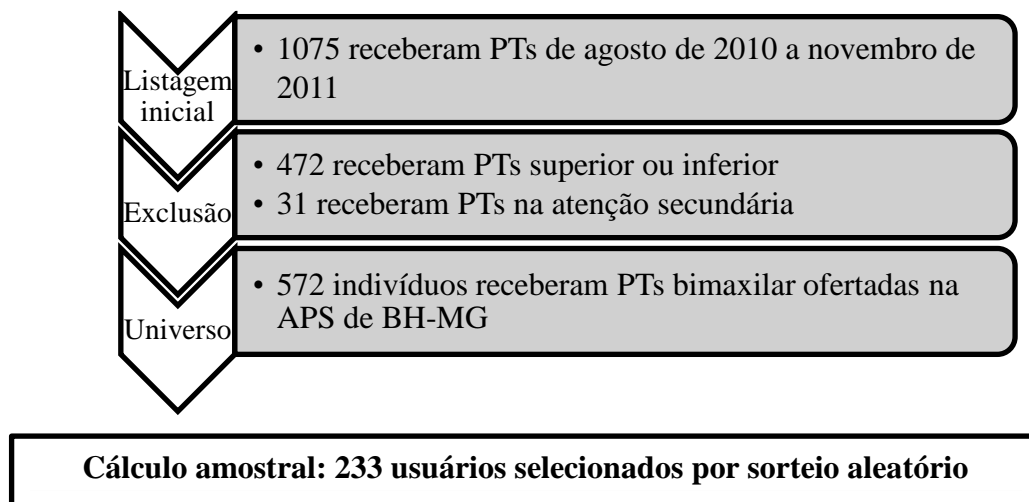 Listagem
inicial
• 1075 receberam PTs de agosto de 2010 a novembro de
2011
Exclusão
• 472 receberam PTs superior ou inferior
• 31 receberam PTs na atenção secundária
Universo
• 572 indivíduos receberam PTs bimaxilar ofertadas na
APS de BH-MG
Cálculo amostral: 233 usuários selecionados por sorteio aleatório